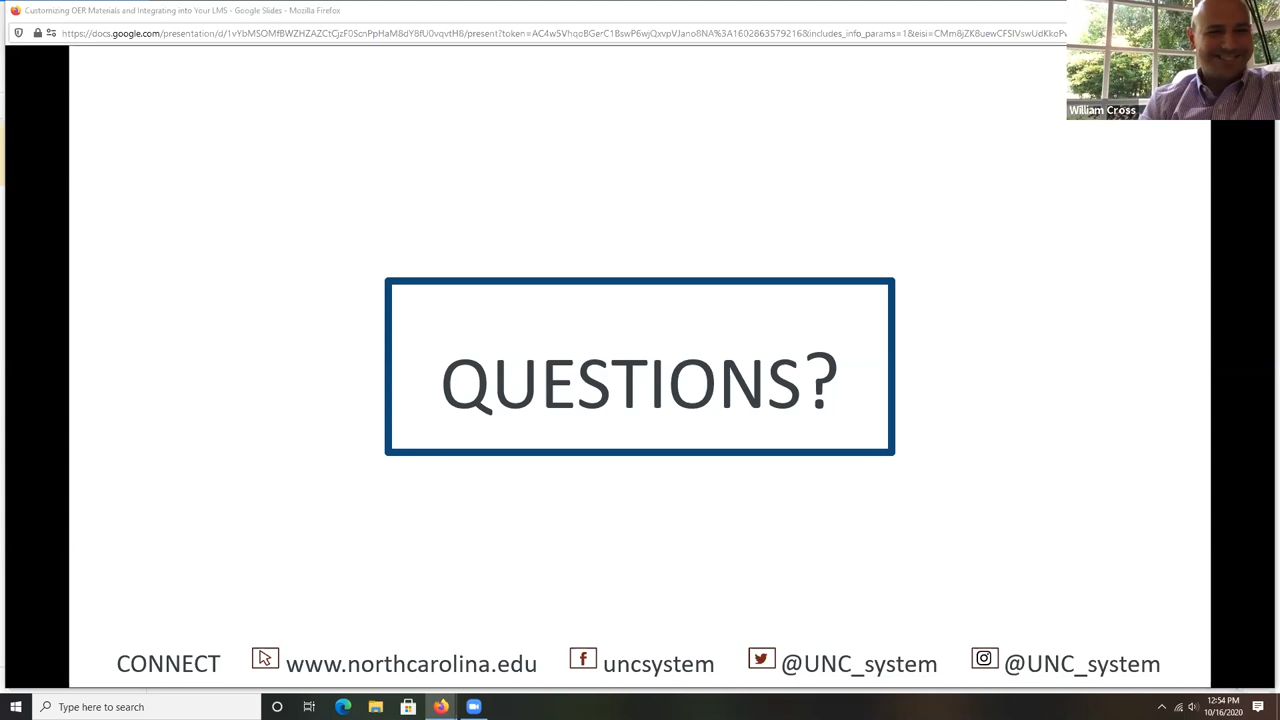 Customizing OER Materials and Integrating into Your LMS - Google Slides - Mozilla Firefox
William Cross
QUESTIONS?
CONNECT www.northcarolina.edu uncsystem @UNC_system @UNC_system
Type here to search
12:54 PM
10/16/2020